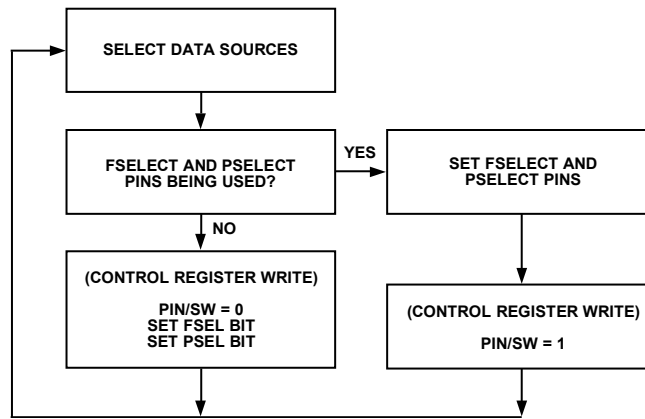 SELECT DATA SOURCES
FSELECT AND PSELECT
PINS BEING USED?
YES
SET FSELECT AND
PSELECT PINS
NO
(CONTROL REGISTER WRITE)
PIN/SW = 0
SET FSEL BIT
SET PSEL BIT
(CONTROL REGISTER WRITE)
PIN/SW = 1